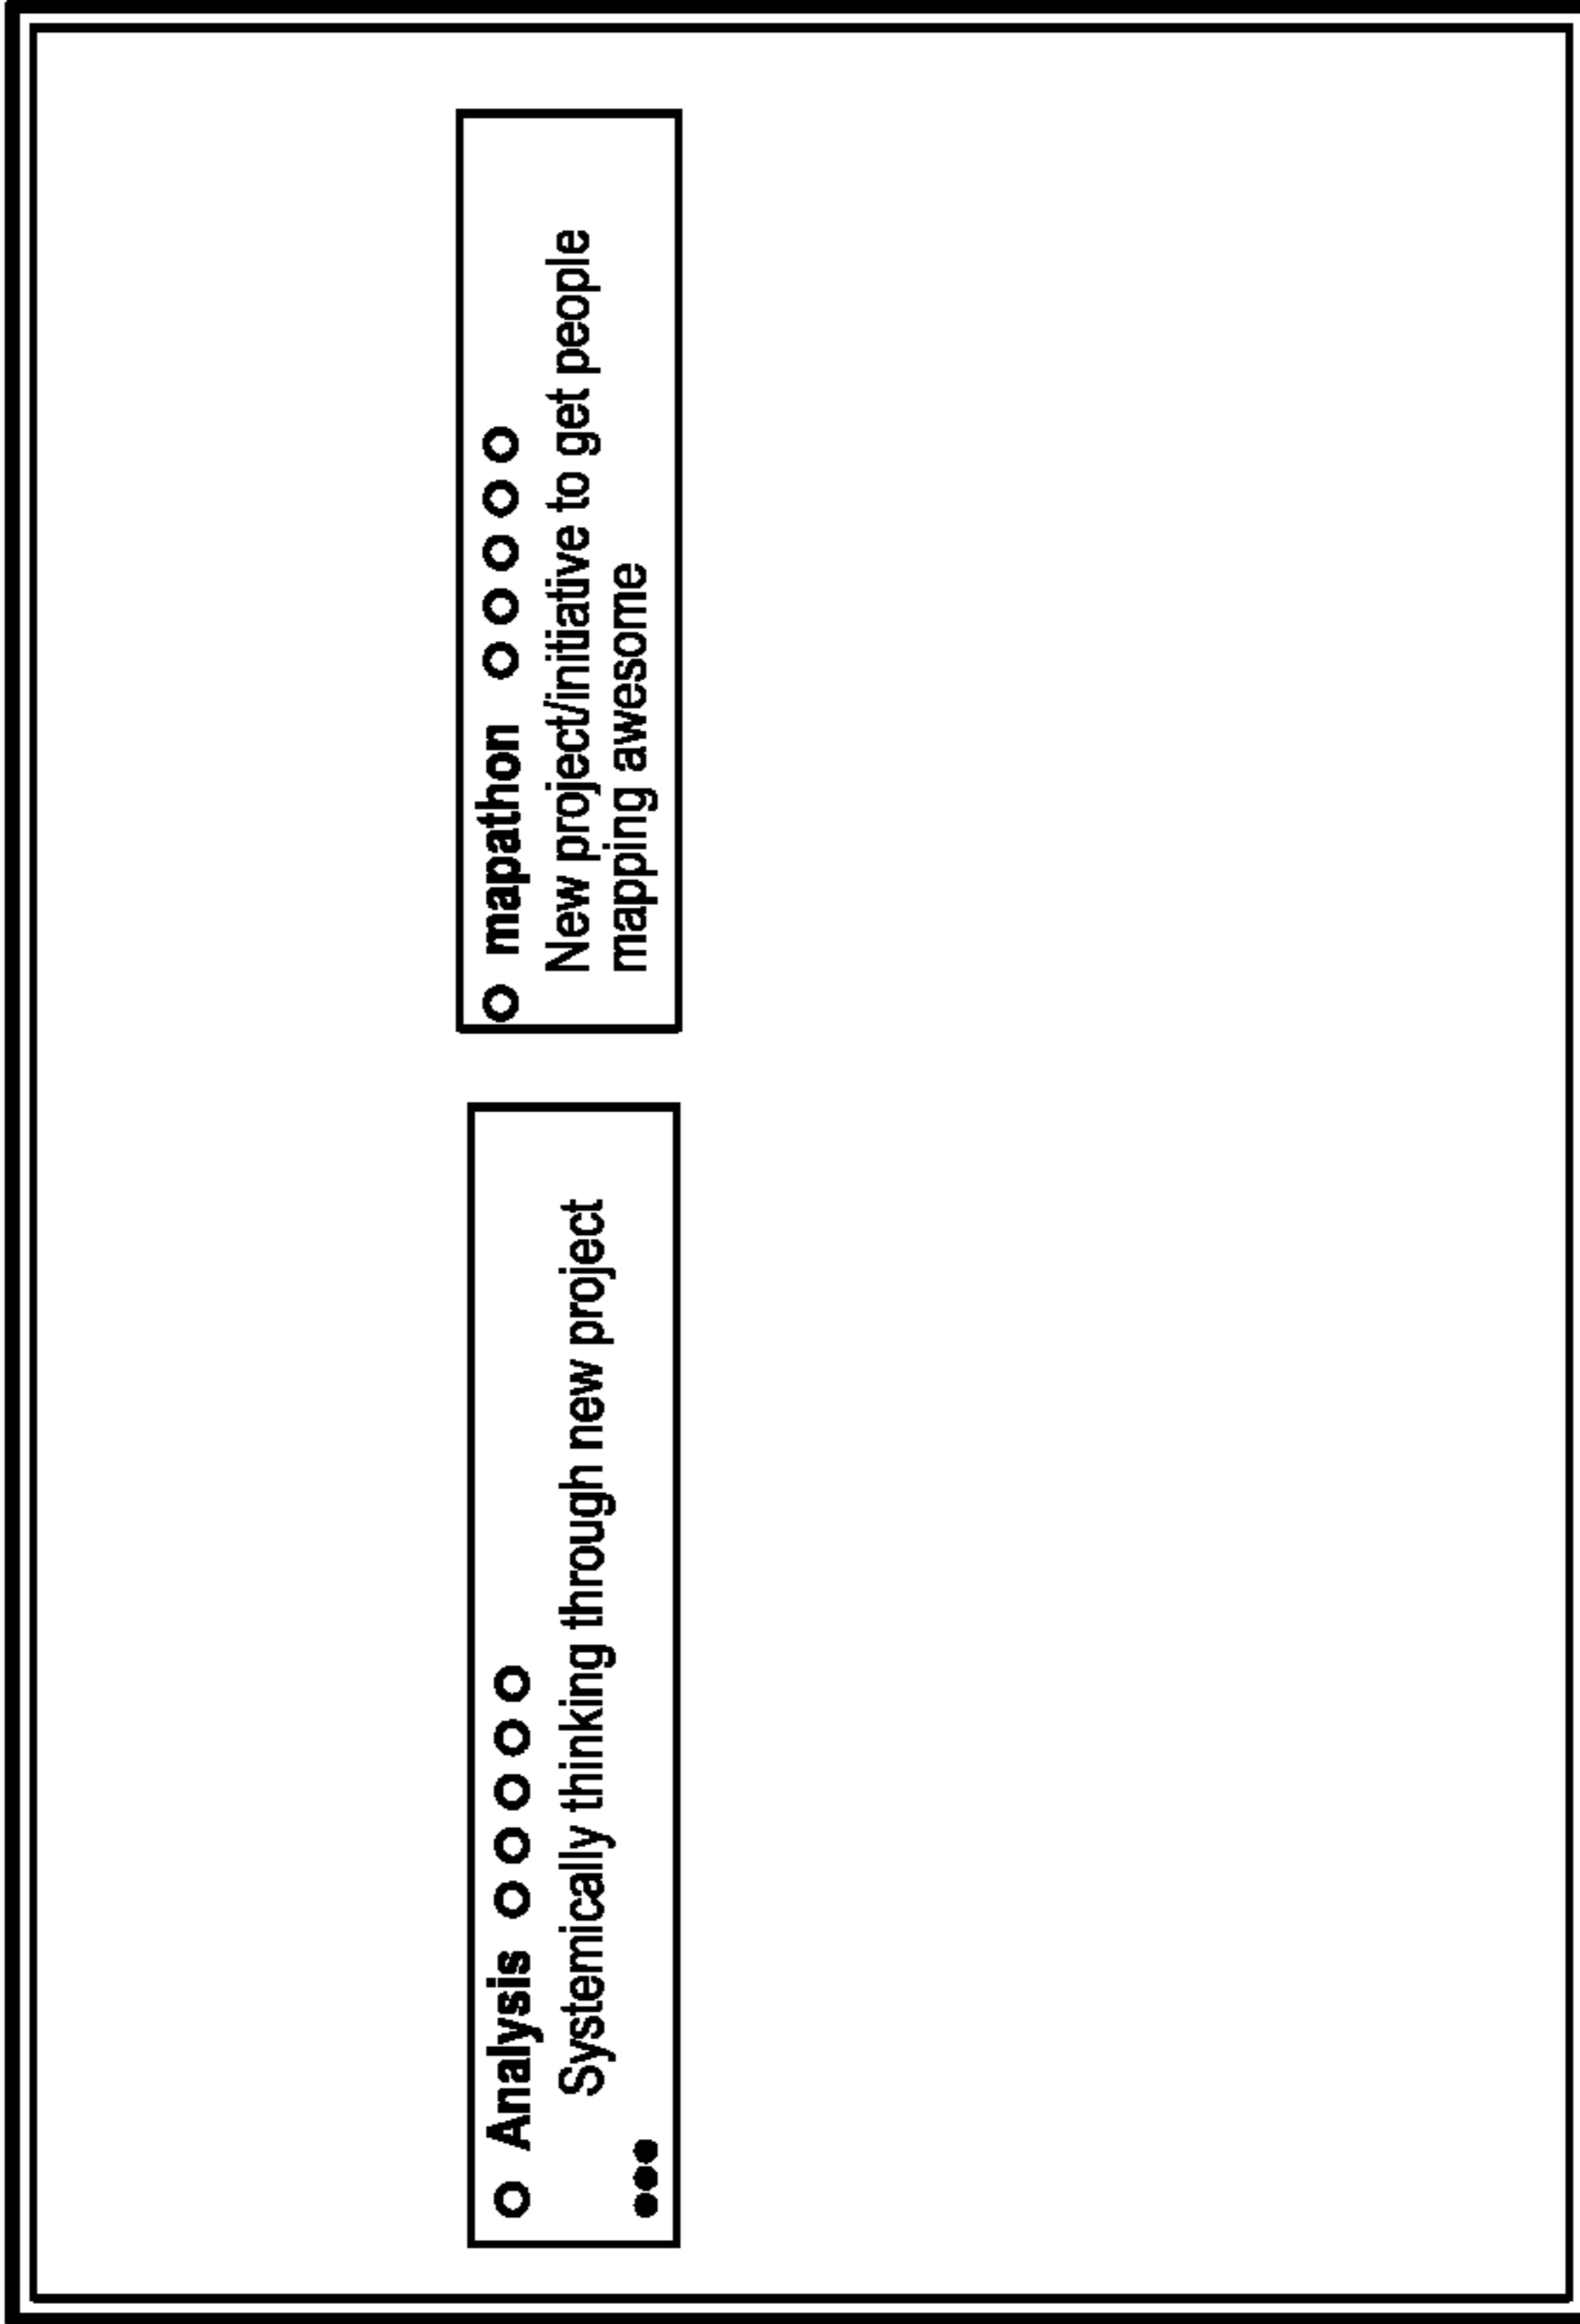 Analysis
Systemically thinking through new project
mapathon
New project/initiative to get people
mapping awesome